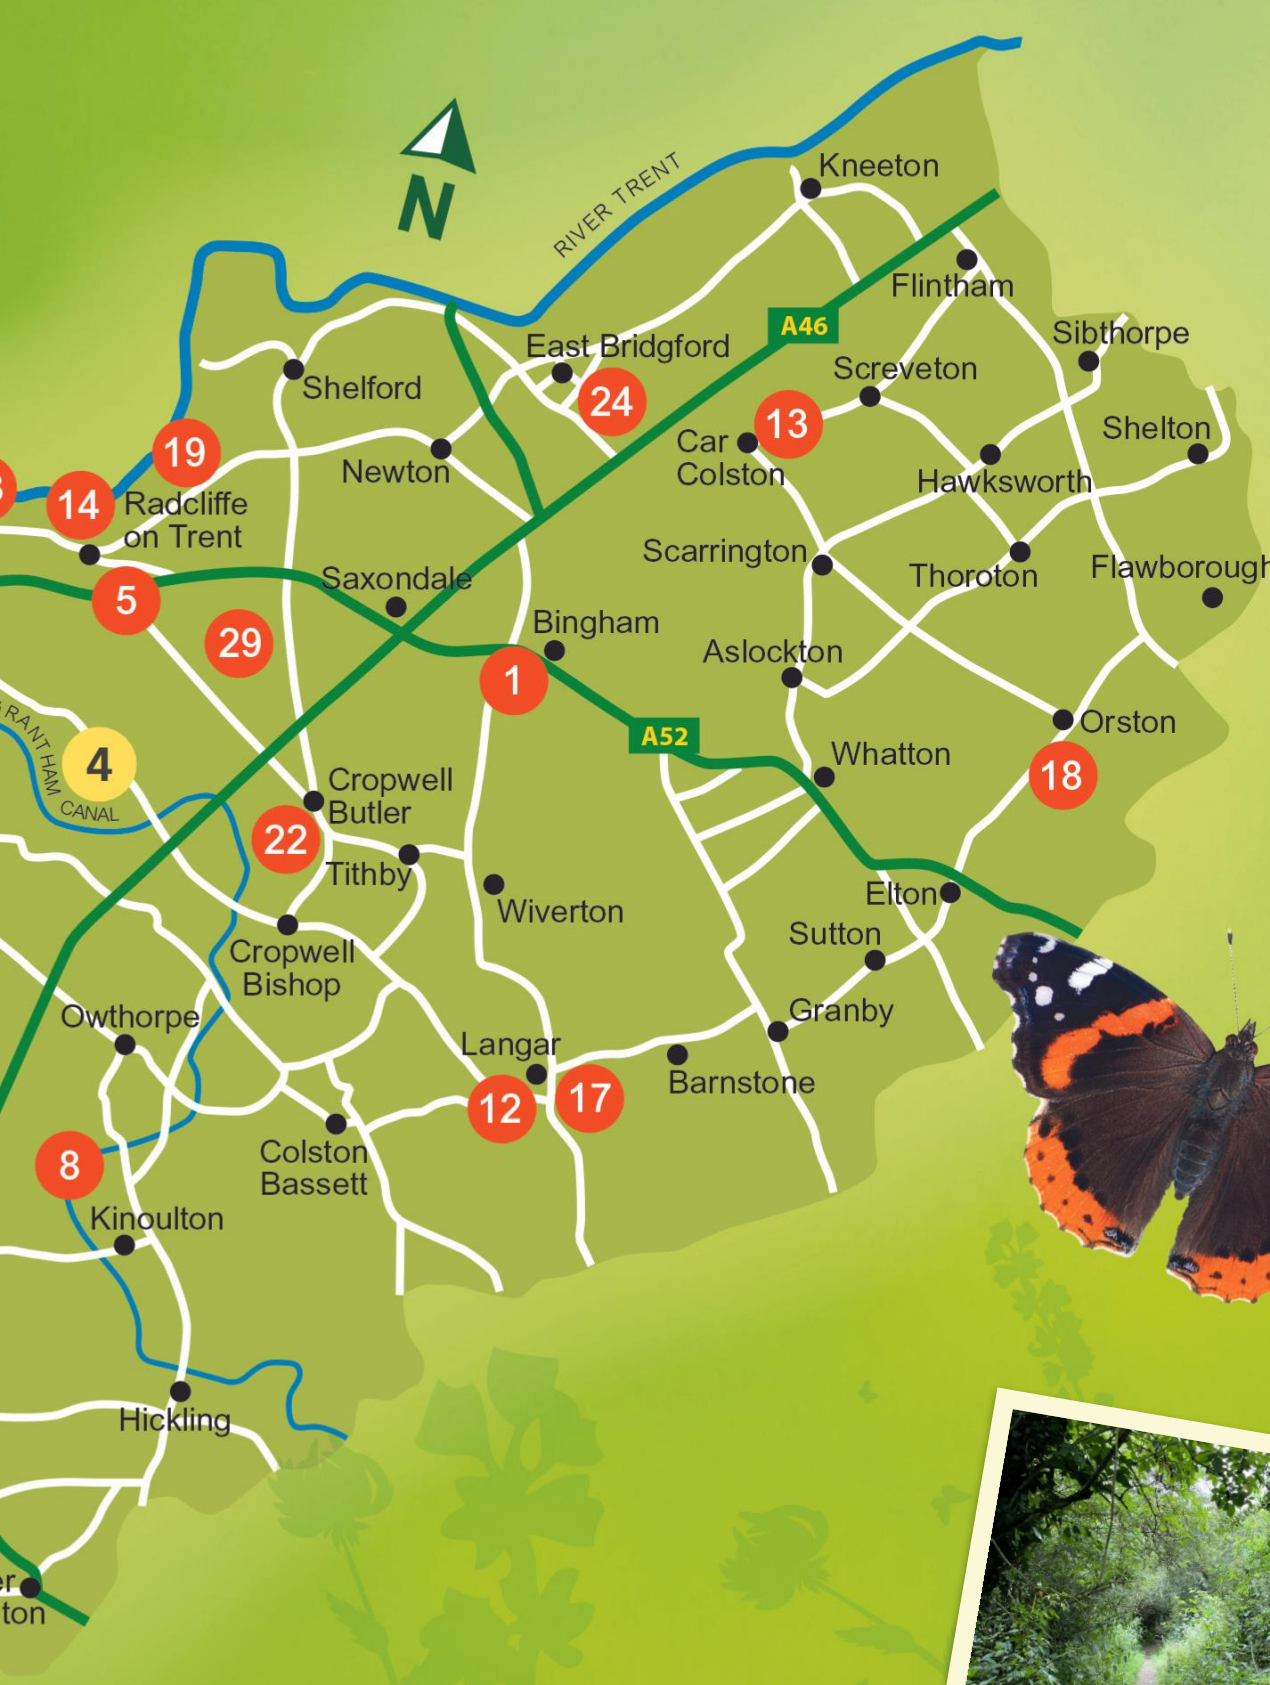 Kneeton
RIVER TRENT
N
Flintham
A46
Sibthorpe
East Bridgford
Screveton
Shelford
24
13
Shelton
Car
Colston
19
Newton
Hawksworth
14
Radcliffe
on Trent
Scarrington
Thoroton
Flawborough
Saxondale
5
Bingham
29
Aslockton
1
Orston
A52
Whatton
4
CANAL
18
Cropwell
Butler
22
Tithby
Elton
Wiverton
Sutton
Cropwell
Bishop
Owthorpe
Granby
Langar
Barnstone
12
17
Colston
Bassett
8
Kinoulton
Hickling